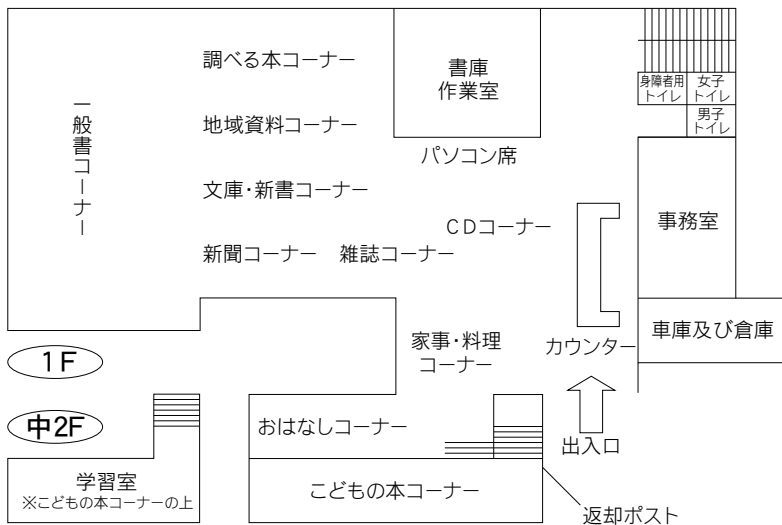 調べる本コーナー
書庫
作業室
身障者用
トイレ
女子
トイレ
男子
トイレ
一般書コーナー
地域資料コーナー
パソコン席
文庫・新書コーナー
CDコーナー
事務室
新聞コーナー
雑誌コーナー
家事・料理
コーナー
カウンター
車庫及び倉庫
1F
中2F
おはなしコーナー
出入口
学習室
※こどもの本コーナーの上
こどもの本コーナー
返却ポスト